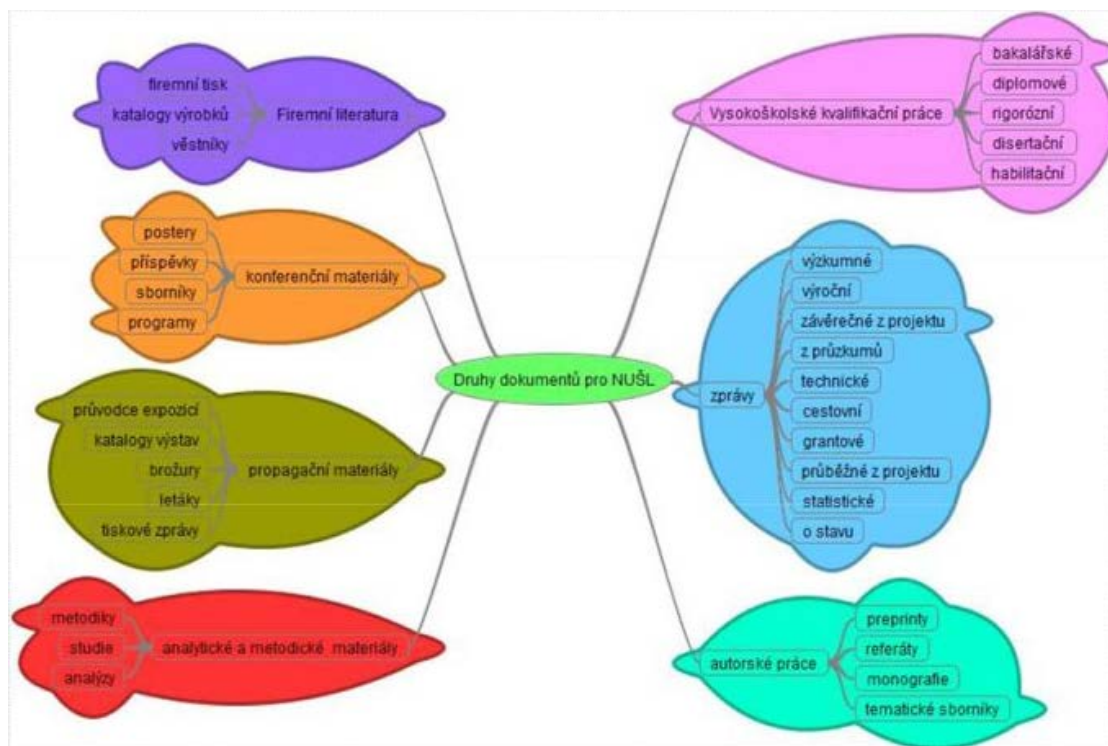 Druhy dokumentů pro NUŠL
Firemní literatura
firemní tisk
katalogy výrobků
věstníky
konferenční materiály
postery
příspěvky
sborníky
programy
propagační materiály
průvodce expozicí
katalogy výstav
brožury
letáky
tiskové zprávy
analytické a metodické materiály
metodiky
studie
analýzy
Vysokoškolské kvalifikační práce
bakalářské
diplomové
rigorózní
disertační
habilitační
zprávy
výzkumné
výroční
závěrečné z projektu
z průzkumů
technické
cestovní
grantové
průběžné z projektu
statistické
o stavu
autorské práce
preprinty
referáty
monografie
tematické sborníky